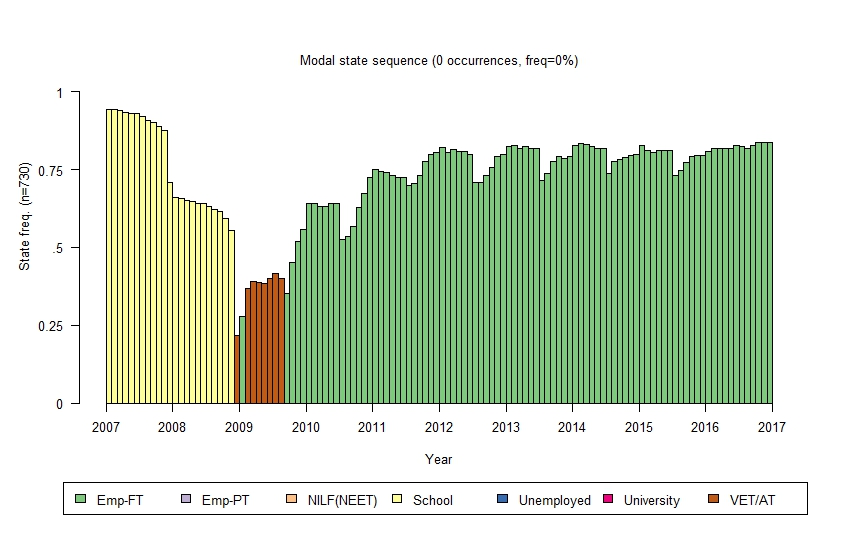 Modal state sequence (0 occurrences, freq=0%)
State freq. (n=730)
1
0.75
.5
0.25
0
2007 2008 2009 2010 2011 2012 2013 2014 2015 2016 2017
Year
Emp-FT Emp-PT NILF(NEET) School Unemployed University VET/AT